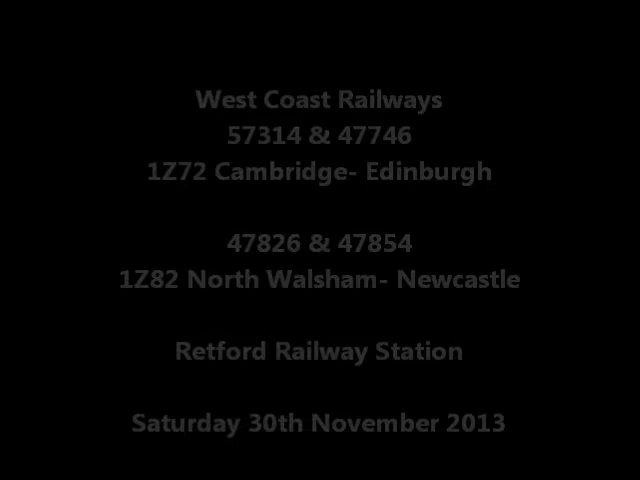 West Coast Railways
57314 & 47746
1Z72 Cambridge- Edinburgh
47826 & 47854
1Z82 North Walsham- Newcastle
Retford Railway Station
Saturday 30th November 2013